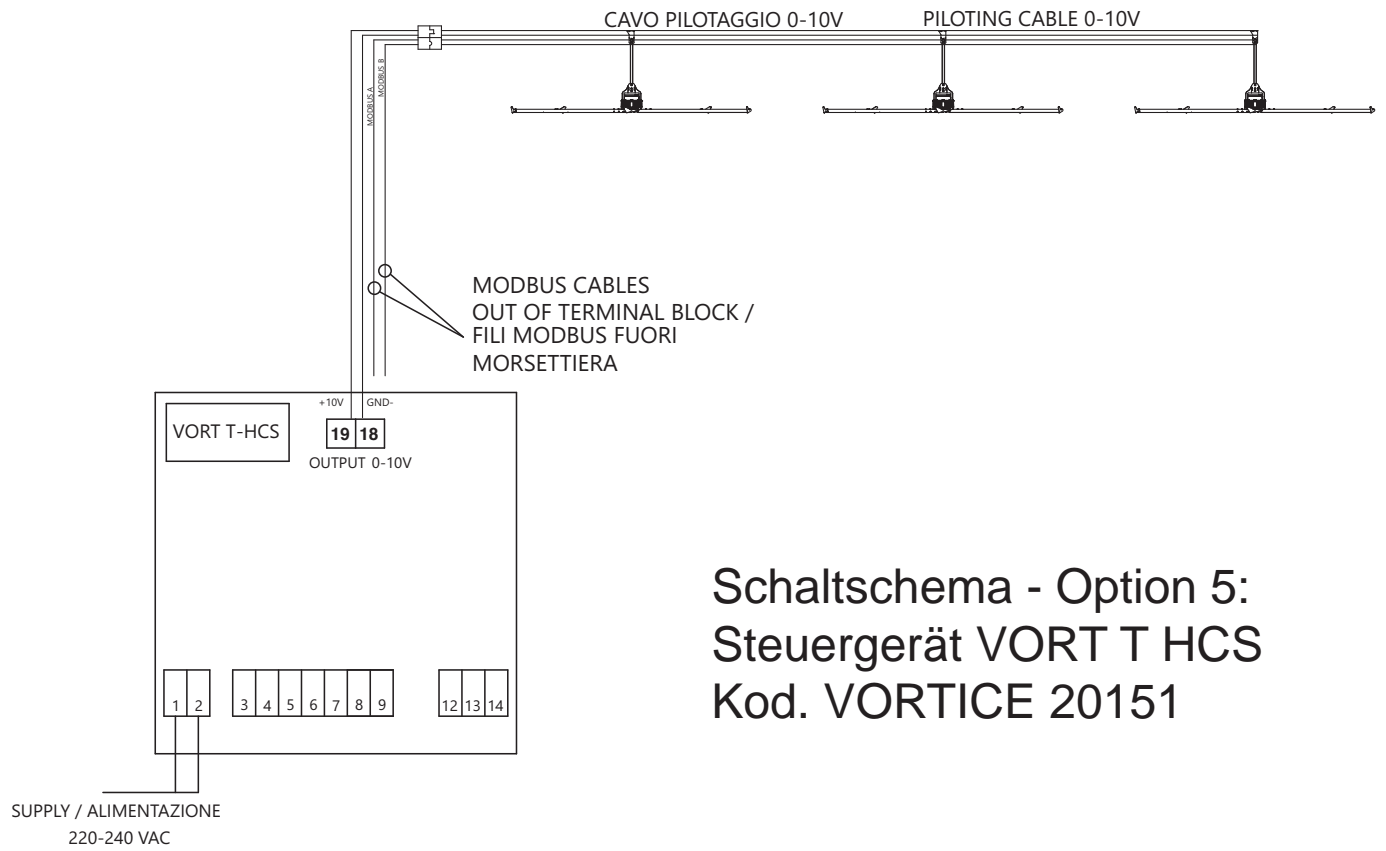 CAVO PILOTAGGIO 0-10V PILOTING CABLE 0-10V
MODBUS A
MODBUS B
MODBUS CABLES
OUT OF TERMINAL BLOCK /
FILI MODBUS FUORI
MORSETTIERA
+10V GND-
VORT T-HCS
19 18
OUTPUT 0-10V
Schaltschema - Option 5:
Steuergerät VORT T HCS
Kod. VORTICE 20151
1 2 3 4 5 6 7 8 9 12 13 14
SUPPLY / ALIMENTAZIONE
220-240 VAC